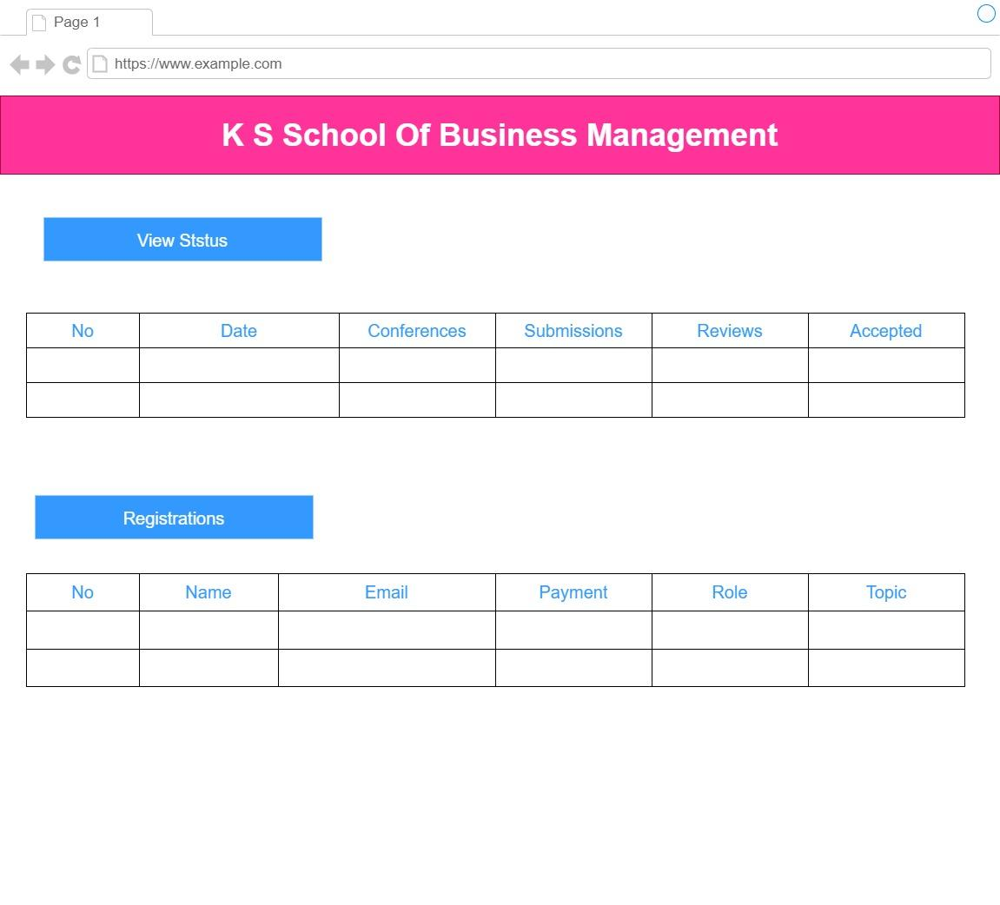 Page 1
https://www.example.com
K S School Of Business Management
View Ststus
No Date Conferences Submissions Reviews Accepted
Registrations
No Name Email Payment Role Topic